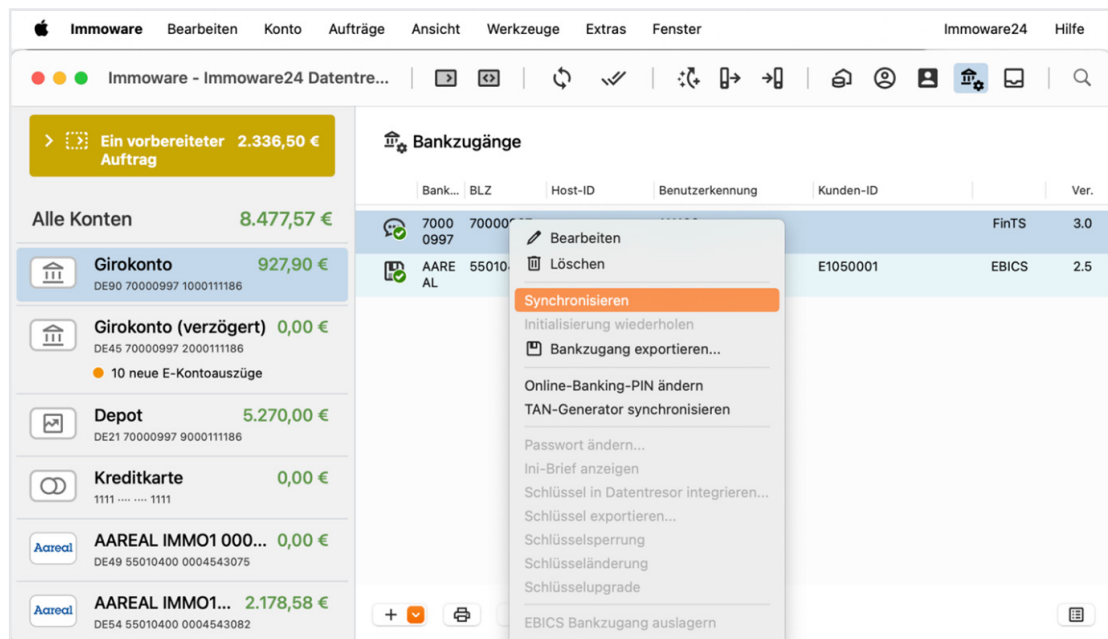 Immoware Bearbeiten Konto Aufträge Ansicht Werkzeuge Extras Fenster Immoware24 Hilfe
Immoware - Immoware24 Datentre...
Ein vorbereiteter 2.336,50 €
Auftrag
Alle Konten 8.477,57 €
Girokonto 927,90 €
DE90 70000997 1000111186
Girokonto (verzögert) 0,00 €
DE45 70000997 2000111186
10 neue E-Kontoauszüge
Depot 5.270,00 €
DE21 70000997 9000111186
Kreditkarte 0,00 €
1111 ···· ···· 1111
Aareal AAREAL IMMO1 000... 0,00 €
DE49 55010400 0004543075
Aareal AAREAL IMMO1... 2.178,58 €
DE54 55010400 0004543082
Bankzugänge
Bank... BLZ Host-ID Benutzerkennung Kunden-ID Ver.
7000 FinTS 3.0
0997
AARE E1050001 EBICS 2.5
AL
Bearbeiten
Löschen
Synchronisieren
Initialisierung wiederholen
Bankzugang exportieren...
Online-Banking-PIN ändern
TAN-Generator synchronisieren
Passwort ändern...
Ini-Brief anzeigen
Schlüssel in Datentresor integrieren...
Schlüssel exportieren...
Schlüsselsperrung
Schlüsseländerung
Schlüsselupgrade
EBICS Bankzugang auslagern